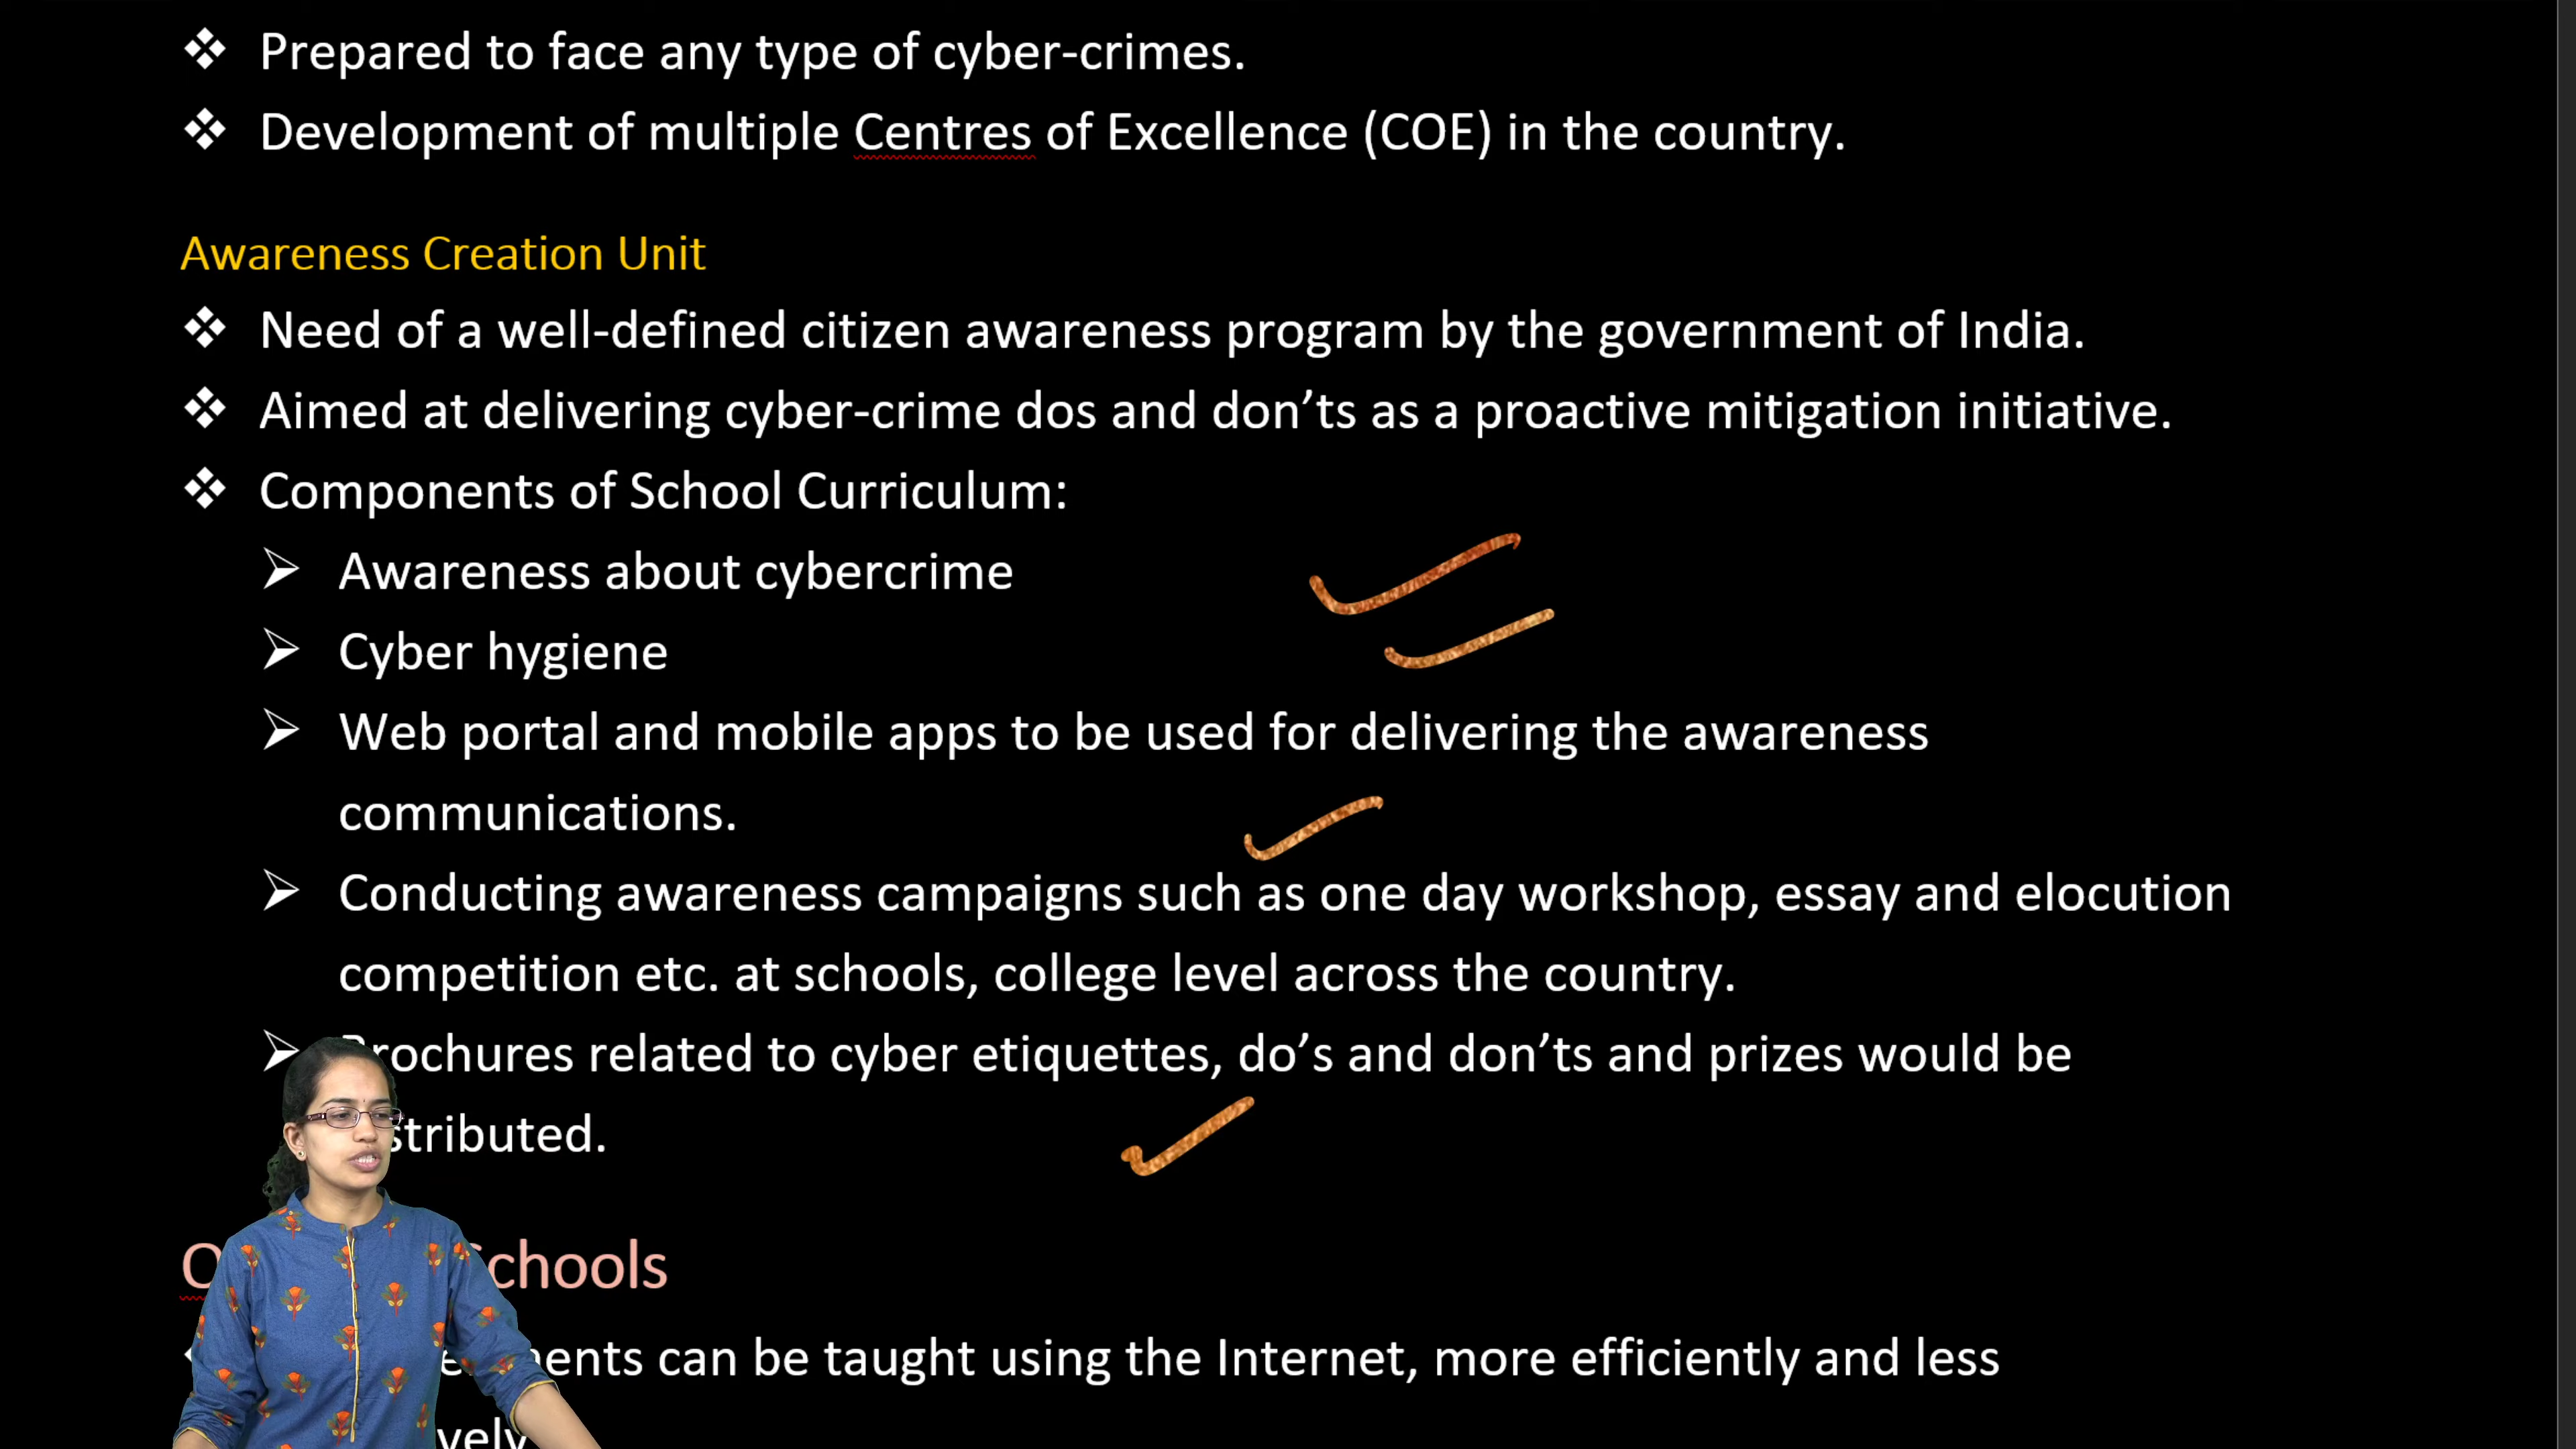 ❖ Prepared to face any type of cyber-crimes.
❖ Development of multiple Centres of Excellence (COE) in the country.
Awareness Creation Unit
❖ Need of a well-defined citizen awareness program by the government of India.
❖ Aimed at delivering cyber-crime dos and don’ts as a proactive mitigation initiative.
❖ Components of School Curriculum:
➢ Awareness about cybercrime
➢ Cyber hygiene
➢ Web portal and mobile apps to be used for delivering the awareness
communications.
➢ Conducting awareness campaigns such as one day workshop, essay and elocution
competition etc. at schools, college level across the country.
➢ Brochures related to cyber etiquettes, do’s and don’ts and prizes would be
distributed.
Schools
can be taught using the Internet, more efficiently and less